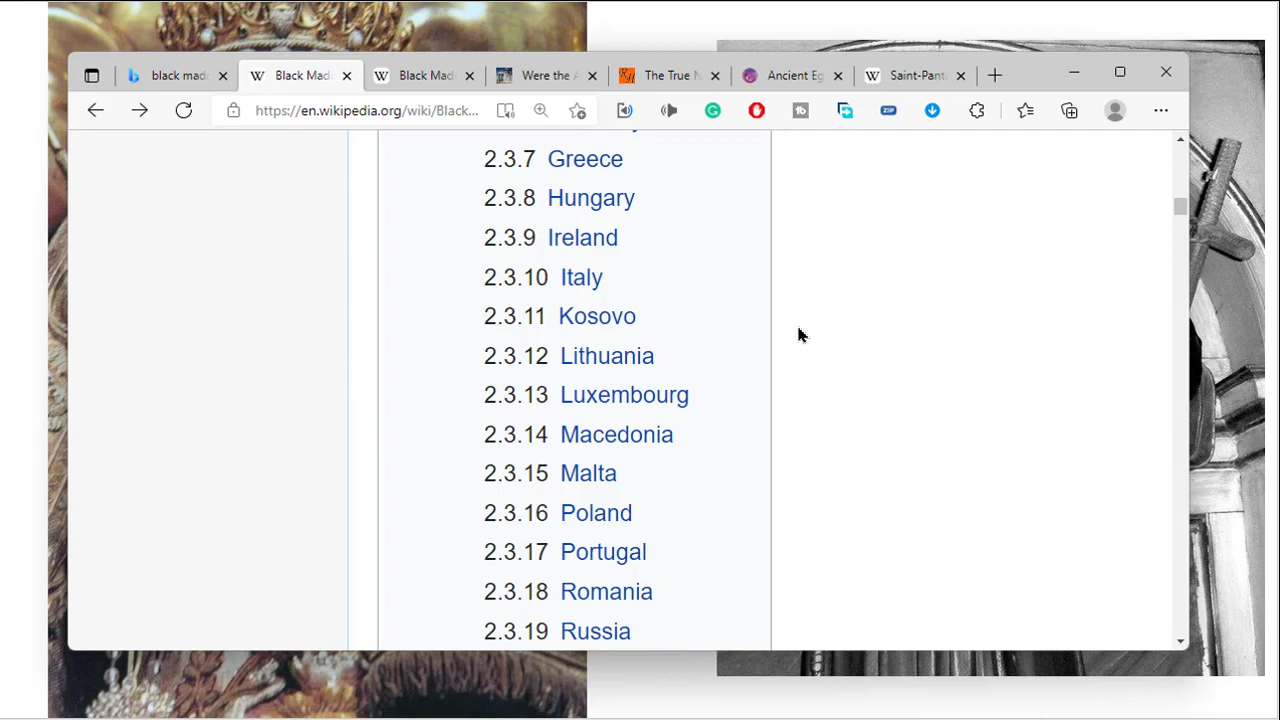 black mad
Black Mad
Black Mad
Were the A
The True N
Ancient Eg
Saint-Pant
https://en.wikipedia.org/wiki/Black...
2.3.7 Greece
2.3.8 Hungary
2.3.9 Ireland
2.3.10 Italy
2.3.11 Kosovo
2.3.12 Lithuania
2.3.13 Luxembourg
2.3.14 Macedonia
2.3.15 Malta
2.3.16 Poland
2.3.17 Portugal
2.3.18 Romania
2.3.19 Russia